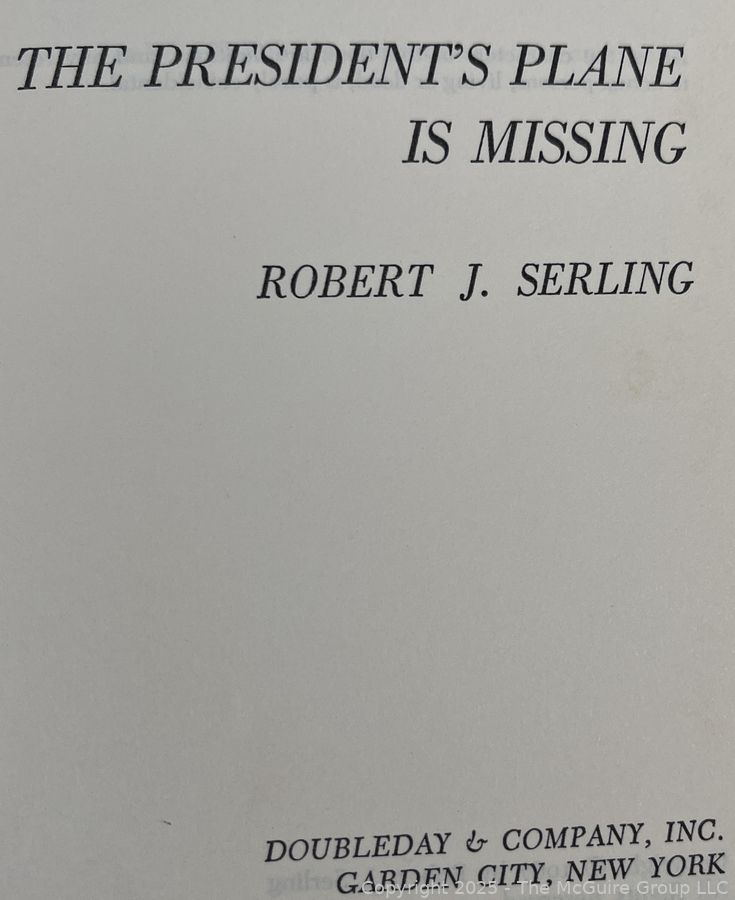 THE PRESIDENT'S PLANE
IS MISSING
ROBERT J. SERLING
DOUBLEDAY & COMPANY, INC.
GARDEN CITY, NEW YORK
Copyright 2025 - The McGuire Group LLC